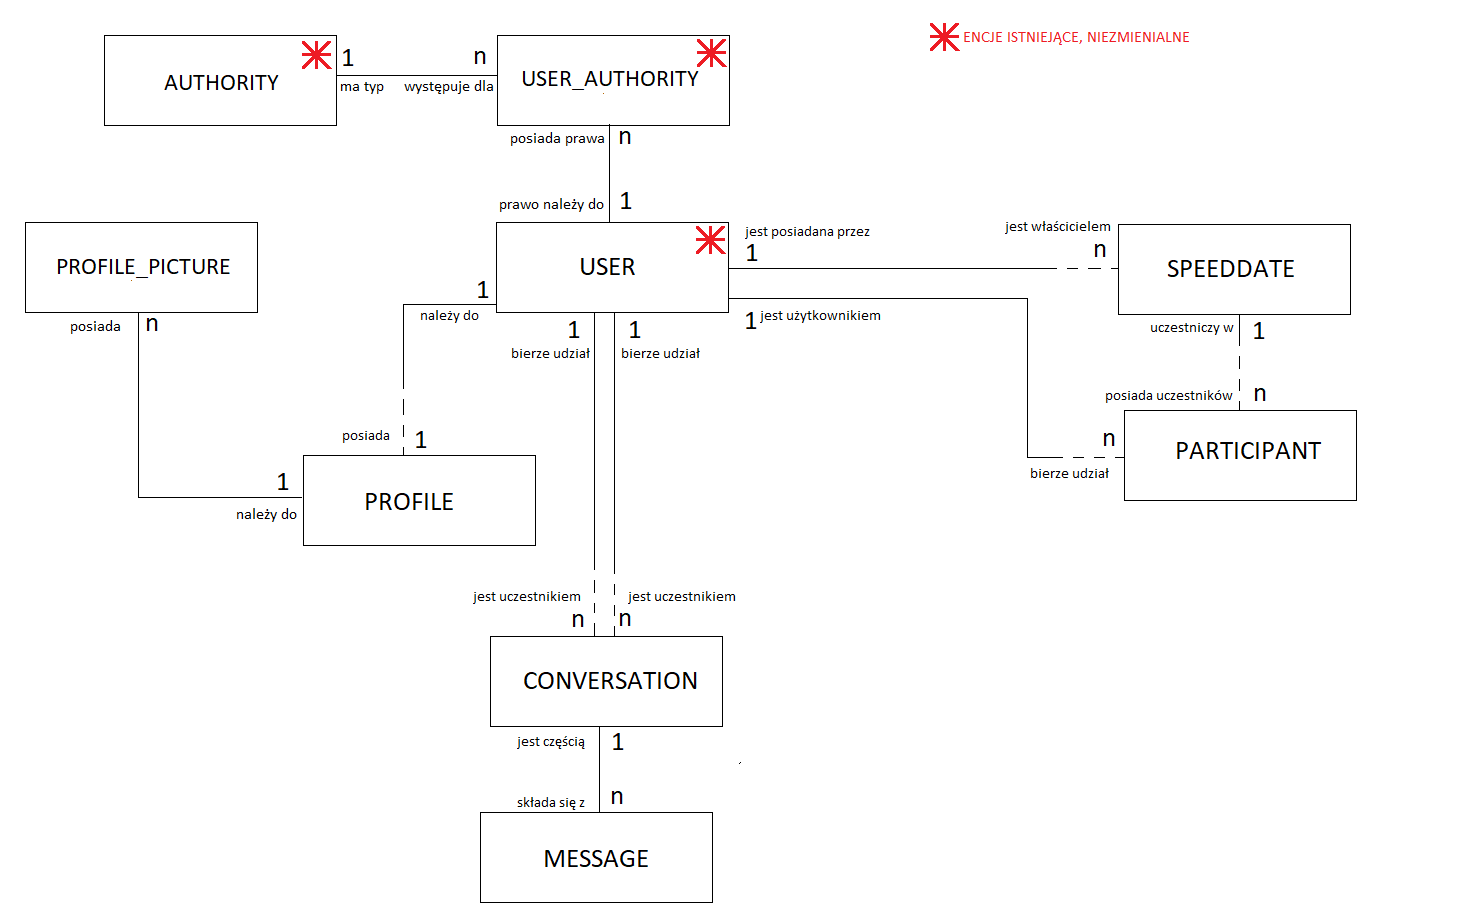 ENCJE ISTNIEJĄCE, NIEZMIENIALNE
AUTHORITY
1
n
USER_AUTHORITY
ma typ
występuje dla
posiada prawa
n
prawo należy do
1
PROFILE_PICTURE
posiada
n
USER
jest posiadana przez
1
jest właścicielem
n
SPEEDDATE
1
należy do
1
bierze udział
1
bierze udział
1
jest użytkownikiem
uczestniczy w
1
posiada uczestników
n
n
bierze udział
PARTICIPANT
posiada
1
1
należy do
PROFILE
jest uczestnikiem
n
jest uczestnikiem
n
CONVERSATION
jest częścią
1
składa się z
n
MESSAGE